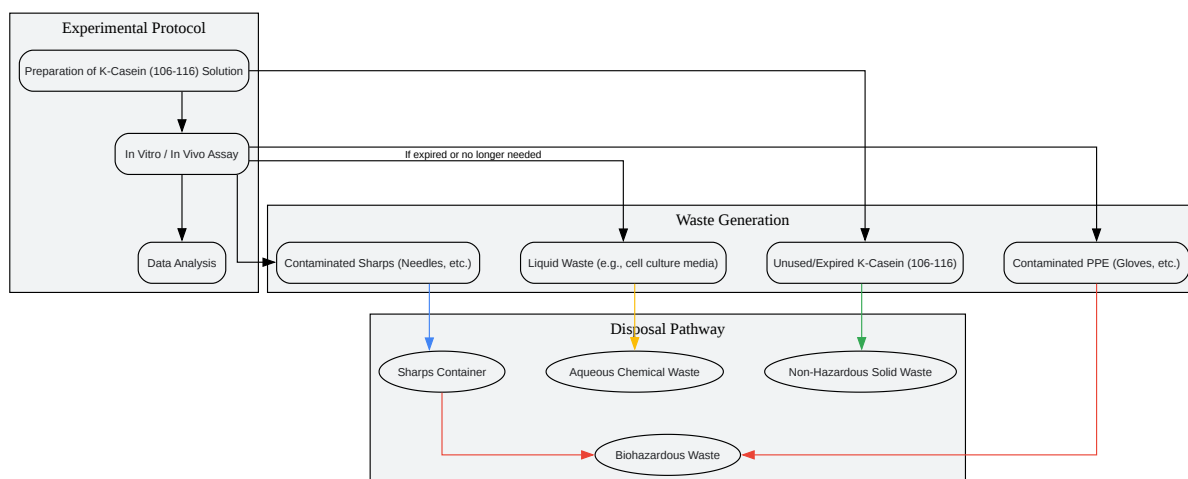 Experimental Protocol
Preparation of K-Casein (106-116) Solution
In Vitro / In Vivo Assay
If expired or no longer needed
Data Analysis
Waste Generation
Contaminated Sharps (Needles, etc.)
Liquid Waste (e.g., cell culture media)
Unused/Expired K-Casein (106-116)
Contaminated PPE (Gloves, etc.)
Disposal Pathway
Sharps Container
Aqueous Chemical Waste
Non-Hazardous Solid Waste
Biohazardous Waste